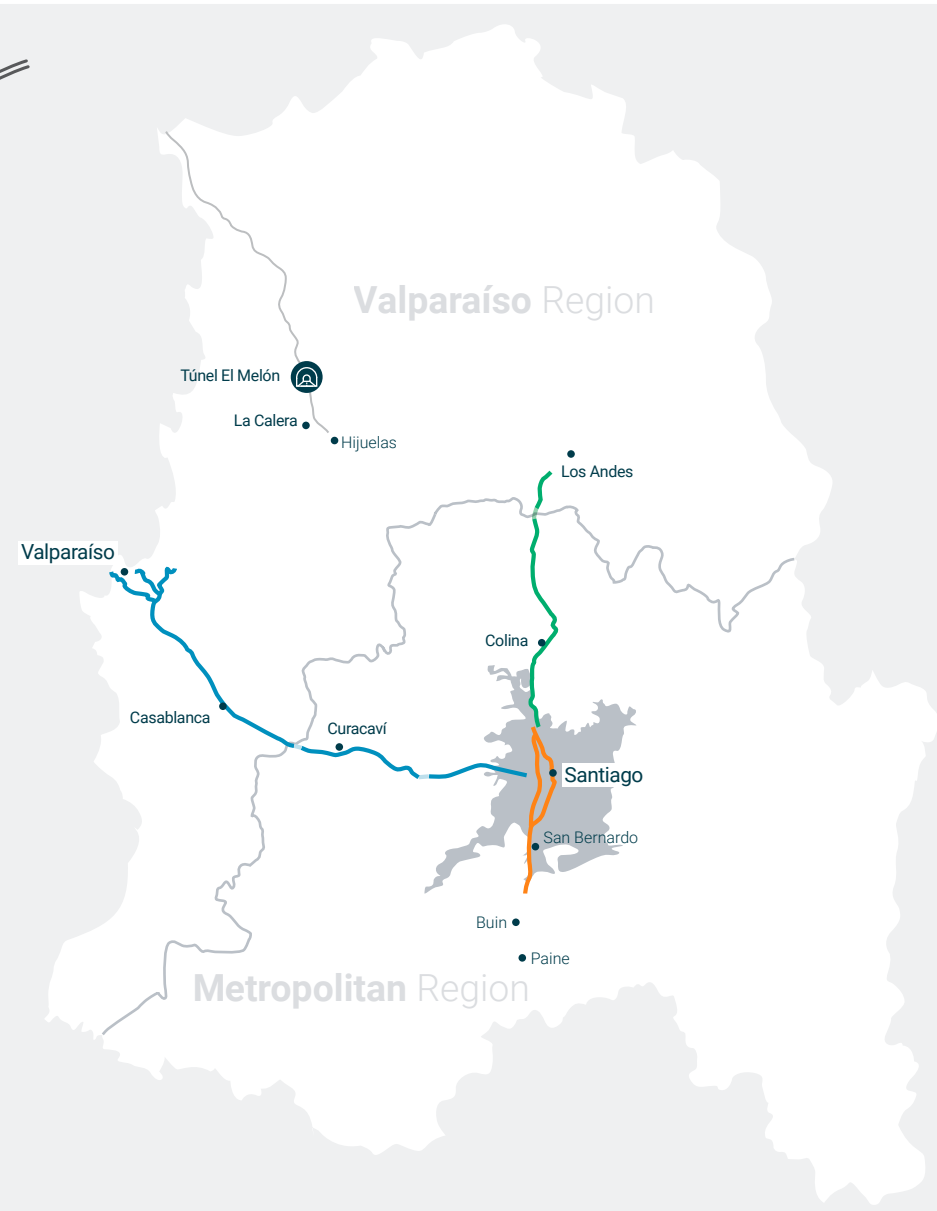 Valparaíso Region
Túnel El Melón
La Calera
Hijuelas
Los Andes
Valparaíso
Colina
Casablanca
Curacaví
Santiago
San Bernardo
Buin
Paine
Metropolitan Region